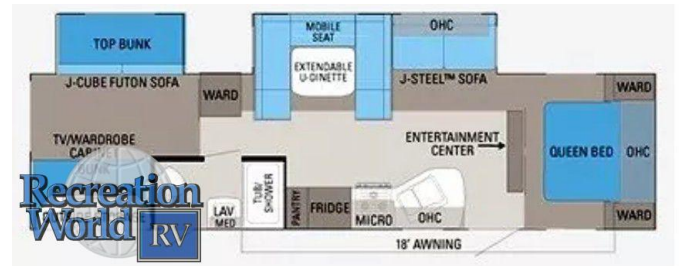 TOP BUNK
MOBILE
SEAT
OHC
EXTENDABLE
U-DINETTE
J-CUBE FUTON SOFA
WARD
J-STEEL™ SOFA
WARD
TV/WARDROBE
ENTERTAINMENT
CENTER
QUEEN BED
OHC
TUB/
SHOWER
Recreation
World RV
LAV
MED
PANTRY
FRIDGE
MICRO
OHC
WARD
18' AWNING